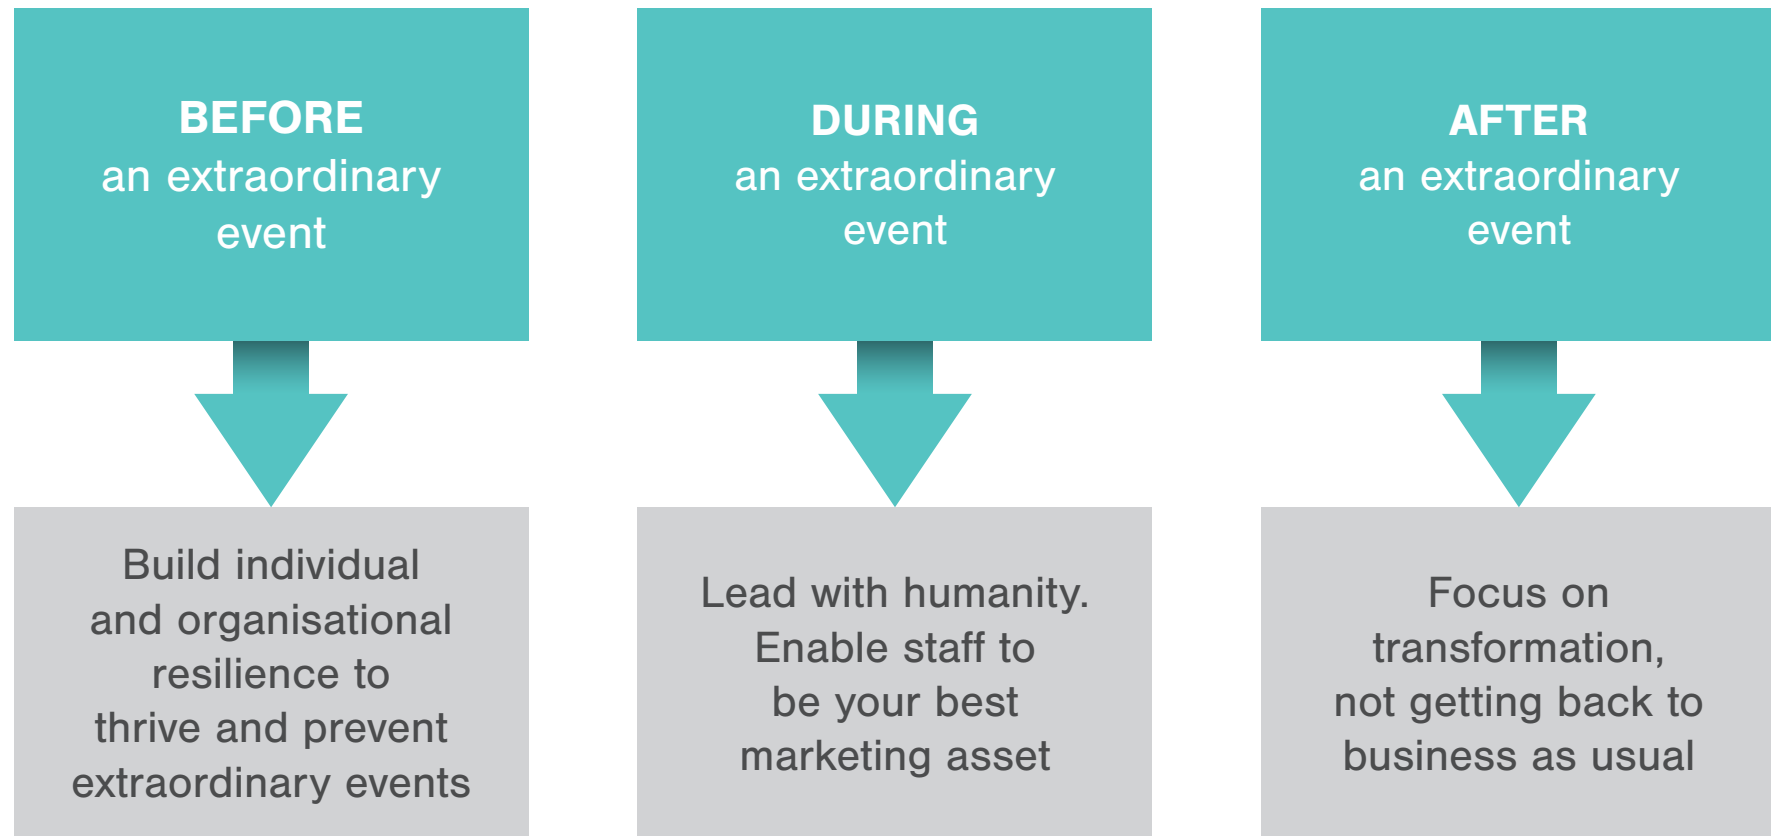 BEFORE
an extraordinary
event
DURING
an extraordinary
event
AFTER
an extraordinary
event
Build individual
and organisational
resilience to
thrive and prevent
extraordinary events
Lead with humanity.
Enable staff to
be your best
marketing asset
Focus on
transformation,
not getting back to
business as usual